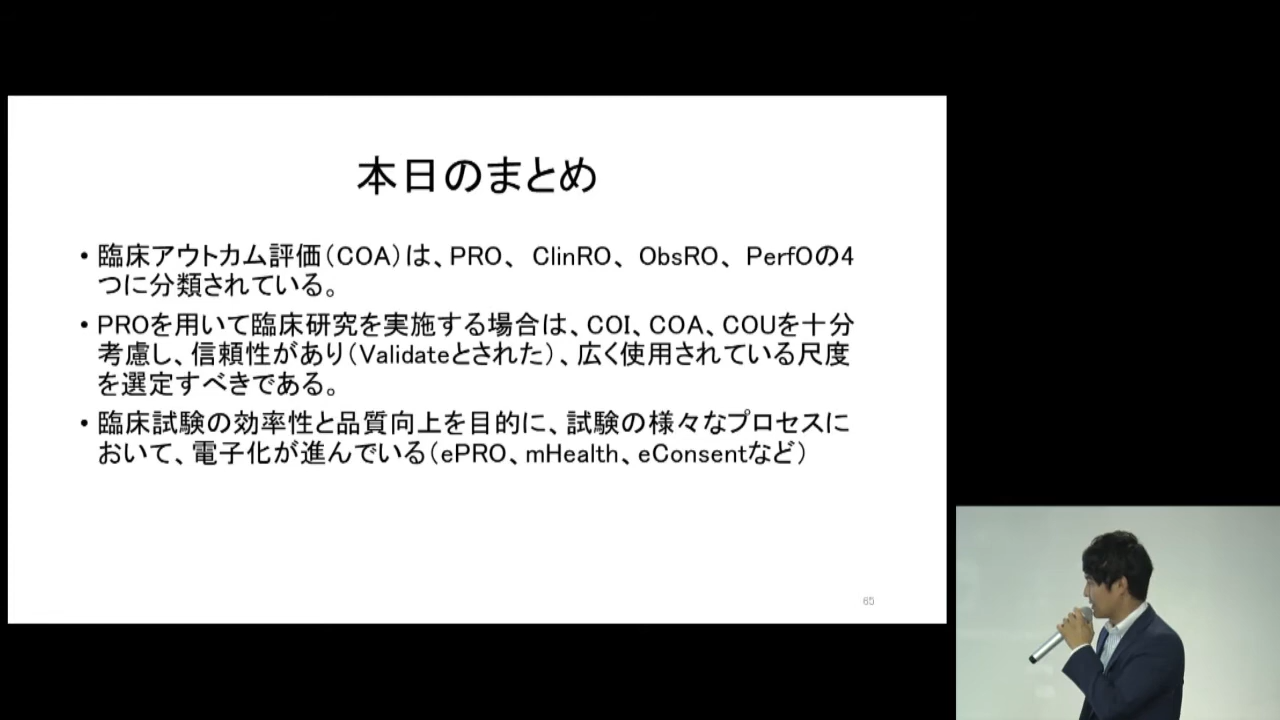 本日のまとめ
• 臨床アウトカム評価（COA）は、PRO、 ClinRO、 ObsRO、 PerfOの4
つに分類されている。
• PROを用いて臨床研究を実施する場合は、COI、COA、COUを十分
考慮し、信頼性があり（Validateとされた）、広く使用されている尺度
を選定すべきである。
• 臨床試験の効率性と品質向上を目的に、試験の様々なプロセスに
おいて、電子化が進んでいる（ePRO、mHealth、eConsentなど）
65